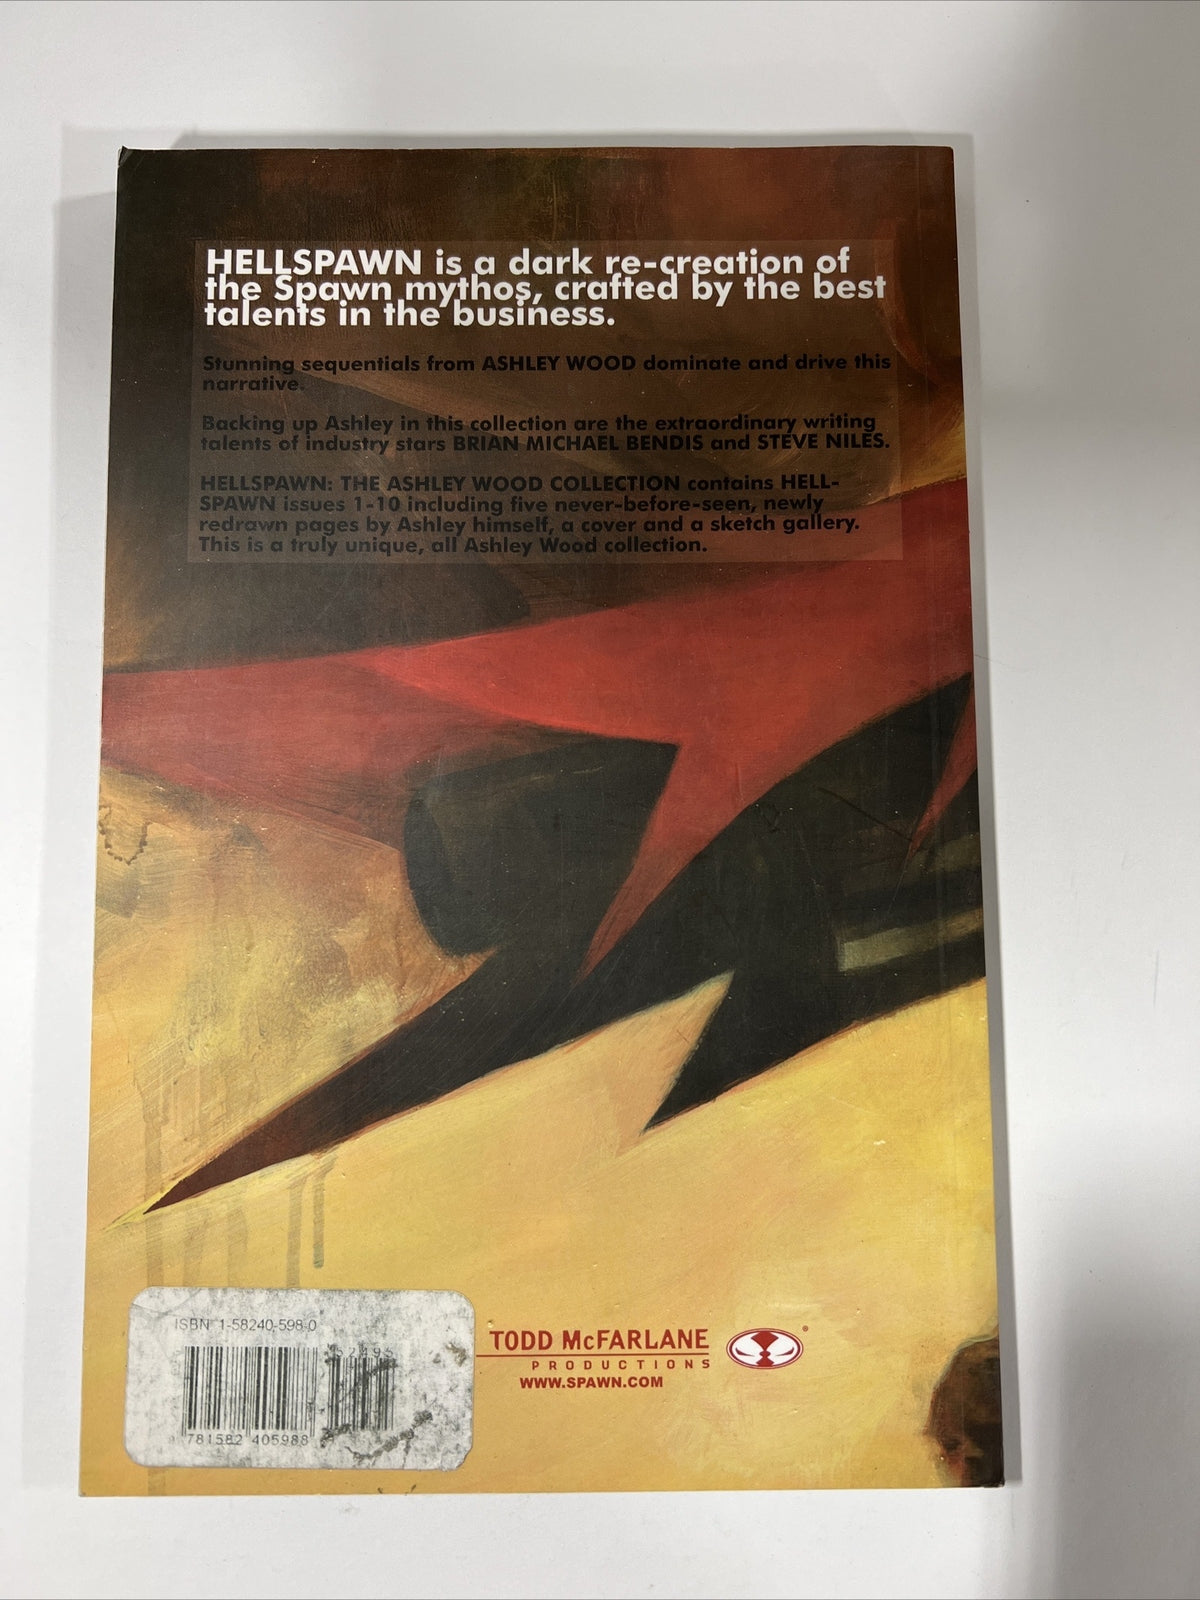 HELLSPAWN is a dark re-creation of
the Spawn mythos, crafted by the best
talents in the business.
Stunning sequentials from ASHLEY WOOD dominate and drive this
narrative.
Backing up Ashley in this collection are the extraordinary writing
talents of industry stars BRIAN MICHAEL BENDIS and STEVE NILES.
HELLSPAWN: THE ASHLEY WOOD COLLECTION contains HELL-
SPAWN issues 1-10 including five never-before-seen, newly
redrawn pages by Ashley himself, a cover and a sketch gallery.
This is a truly unique, all Ashley Wood collection.
ISBN 1-58240-598-0
9 781582 405988
TODD McFARLANE
PRODUCTIONS
WWW.SPAWN.COM
®